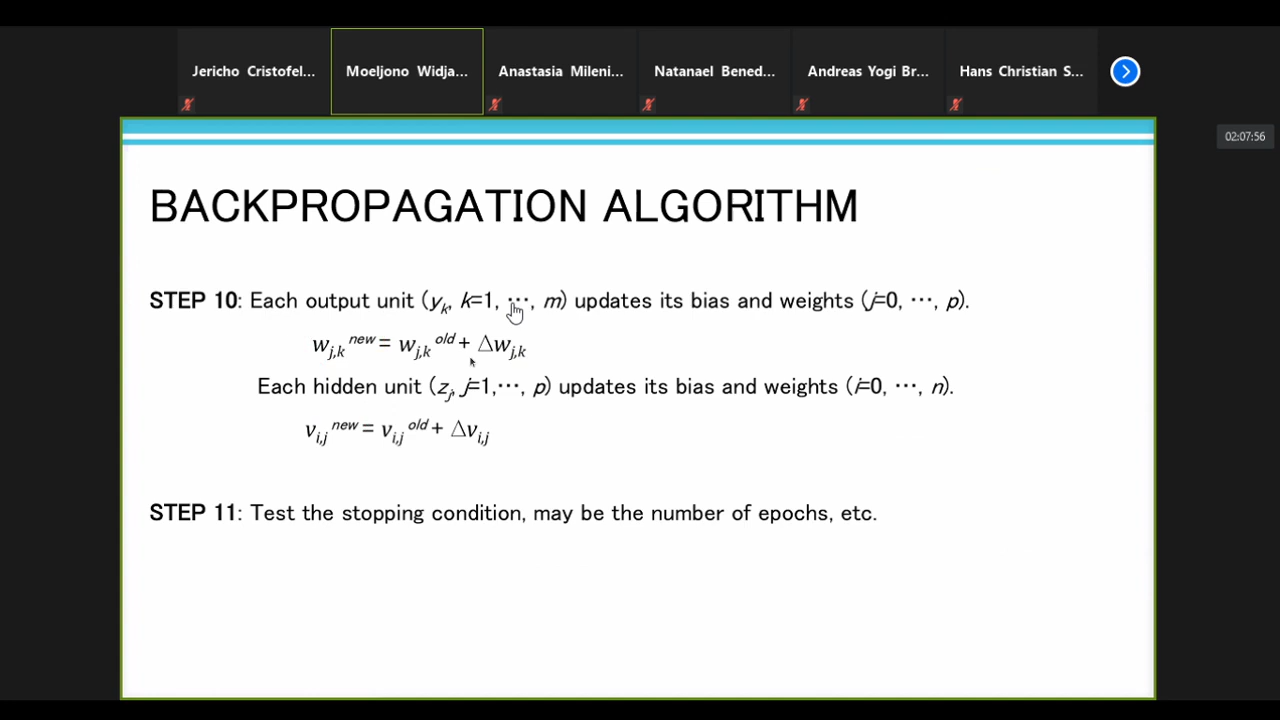 Jericho Cristofel... Moeljono Widja... Anastasia Mileni... Natanael Bened... Andreas Yogi Br... Hans Christian S...
02:07:56
BACKPROPAGATION ALGORITHM
STEP 10: Each output unit (yk, k=1, ⋯, m) updates its bias and weights (j=0, ⋯, p).
wj,k new = wj,k old + △wj,k
Each hidden unit (zj, j=1,⋯, p) updates its bias and weights (i=0, ⋯, n).
vi,j new = vi,j old + △vi,j
STEP 11: Test the stopping condition, may be the number of epochs, etc.